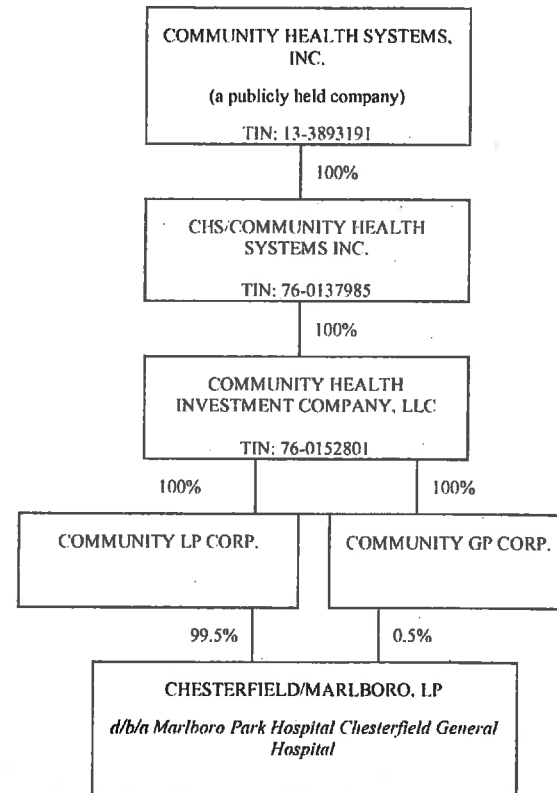 COMMUNITY HEALTH SYSTEMS,
INC.
(a publicly held company)
TIN: 13-3893191
100%
CHS/COMMUNITY HEALTH
SYSTEMS INC.
TIN: 76-0137985
100%
COMMUNITY HEALTH
INVESTMENT COMPANY, LLC
TIN: 76-0152801
100% 100%
COMMUNITY LP CORP. COMMUNITY GP CORP.
99.5% 0.5%
CHESTERFIELD/MARLBORO, LP
d/b/a Marlboro Park Hospital Chesterfield General
Hospital